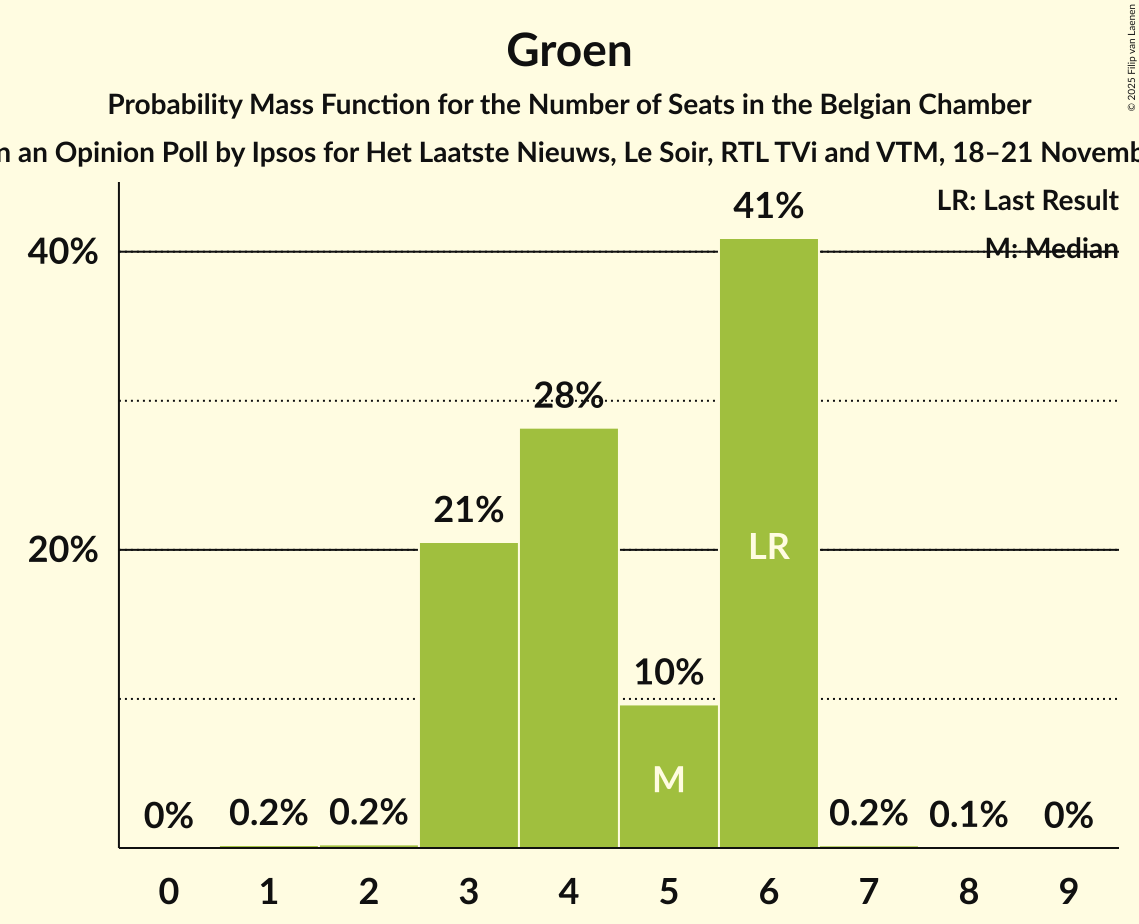 Groen
Probability Mass Function for the Number of Seats in the Belgian Chamber
an Opinion Poll by Ipsos for Het Laatste Nieuws, Le Soir, RTL TVi and VTM, 18–21
© 2025 Filip van Laenen
LR: Last Result
M: Median
40%
20%
41%
28%
21%
10%
LR
M
0%
0.2%
0.2%
0.2%
0.1%
0%
0 1 2 3 4 5 6 7 8 9